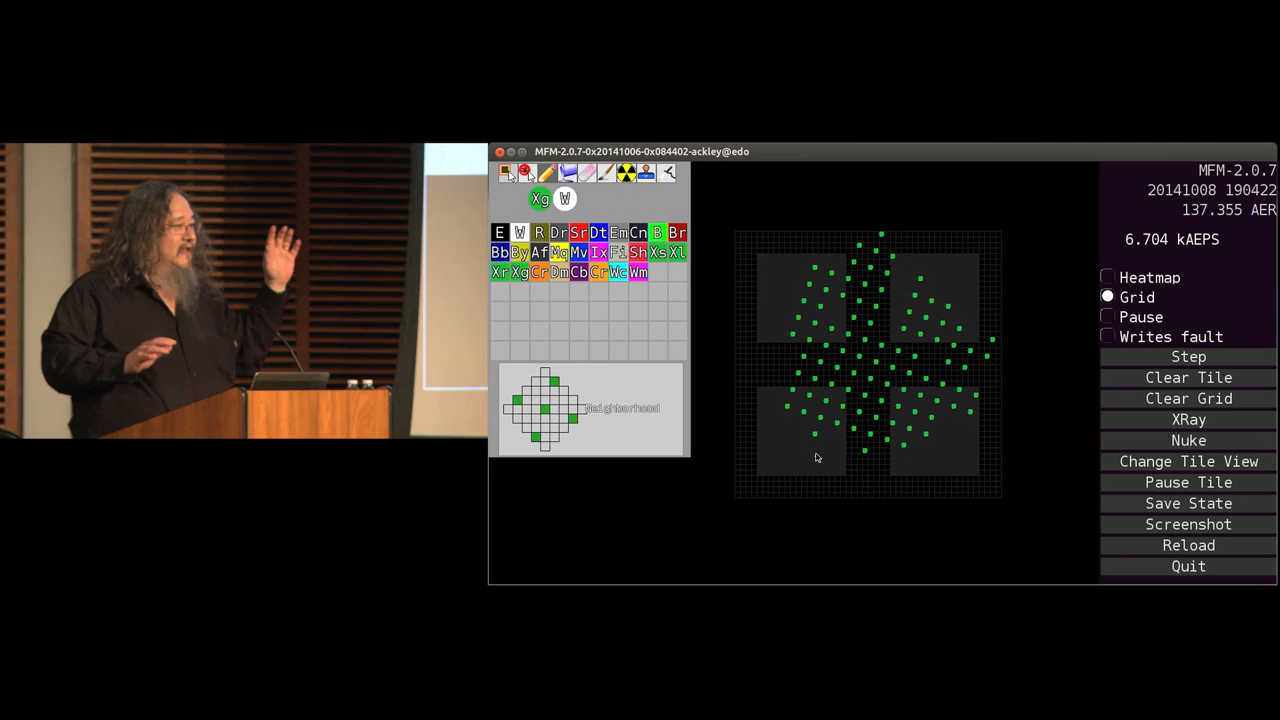 MFM-2.0.7-0x20141006-0x084402-ackley@edo
Xg W
E W R Dr Sr Dt Em Cn B Br
Bb By Af Mq Mv Ix Fi Sh Xs Xl
Xr Xg Cr Dm Cb Cr Wc Wm
Neighborhood
MFM-2.0.7
20141008 190422
137.355 AER
6.704 kAEPS
Heatmap
Grid
Pause
Writes fault
Step
Clear Tile
Clear Grid
XRay
Nuke
Change Tile View
Pause Tile
Save State
Screenshot
Reload
Quit